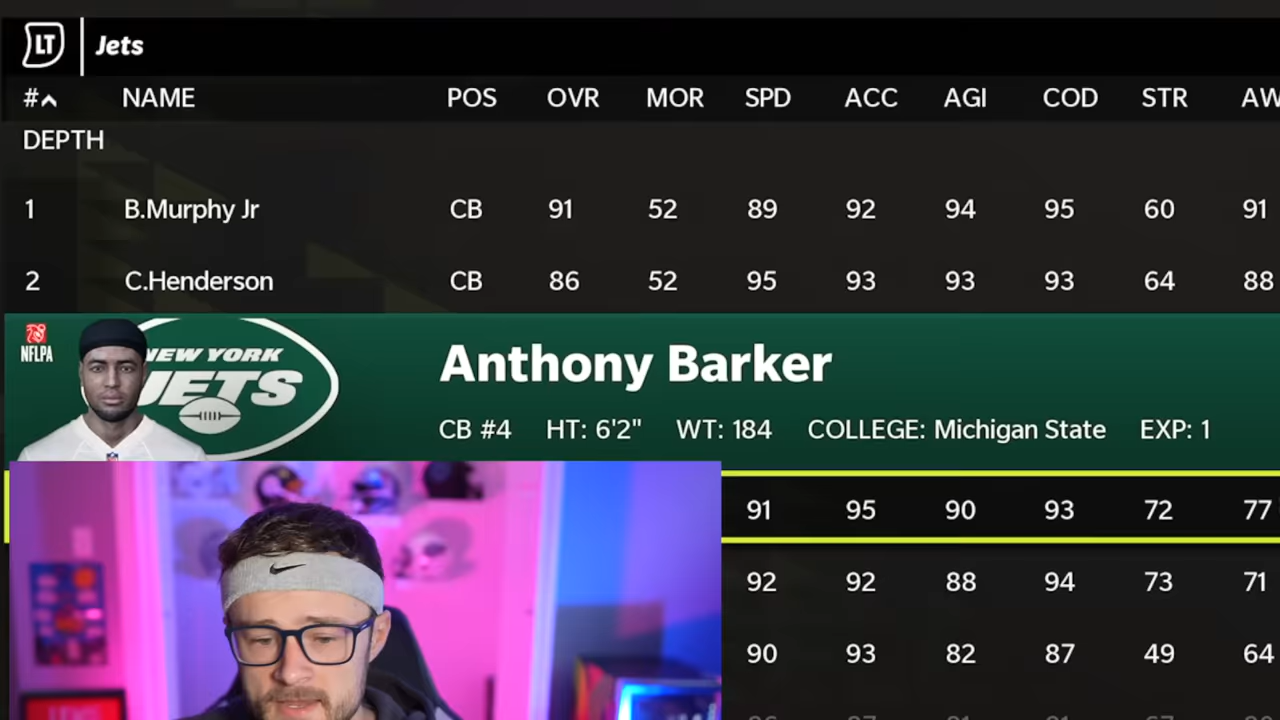 LT Jets
# NAME POS OVR MOR SPD ACC AGI COD STR AW
DEPTH
1 B.Murphy Jr CB 91 52 89 92 94 95 60 91
2 C.Henderson CB 86 52 95 93 93 93 64 88
NFLPA
NEW YORK
JETS
Anthony Barker
CB #4 HT: 6'2" WT: 184 COLLEGE: Michigan State EXP: 1
91 95 90 93 72 77
92 92 88 94 73 71
90 93 82 87 49 64